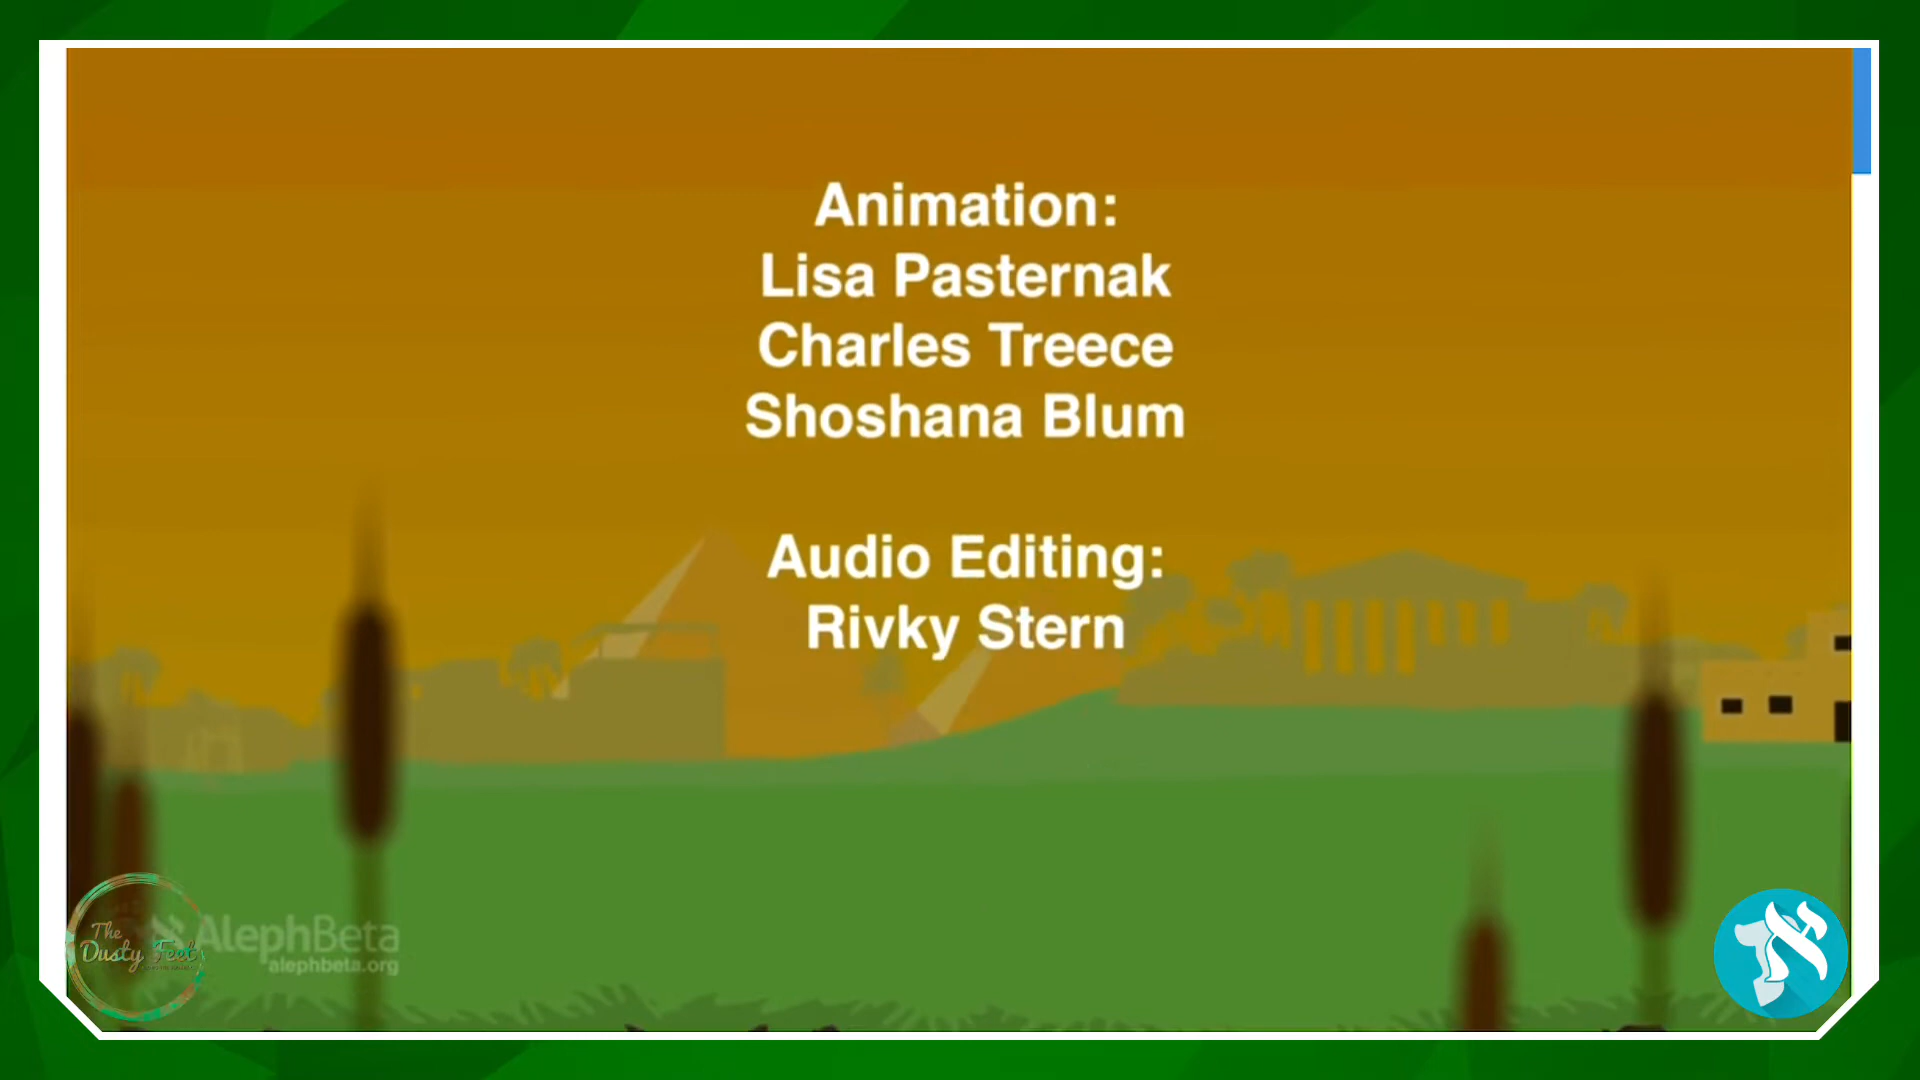 Animation:
Lisa Pasternak
Charles Treece
Shoshana Blum
Audio Editing:
Rivky Stern
The
Dusty Feet
AlephBeta
alephbeta.org